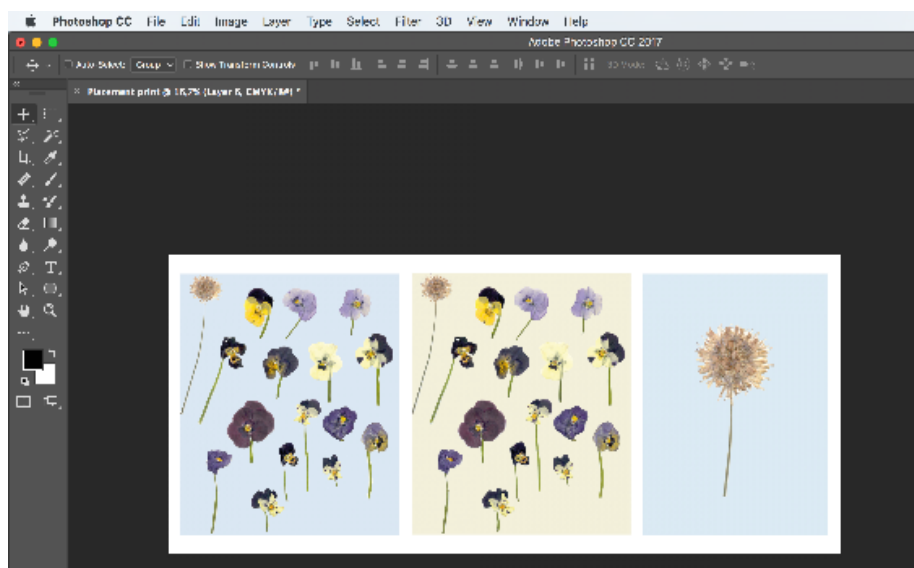 Photoshop CC File Edit Image Layer Type Select Filter 3D View Window Help
Adobe Photoshop CC 2017
Auto-Select: Group Show Transform Controls 3D Mode:
× Placement print @ 16,7% (Layer 6, CMYK/8#) *
T